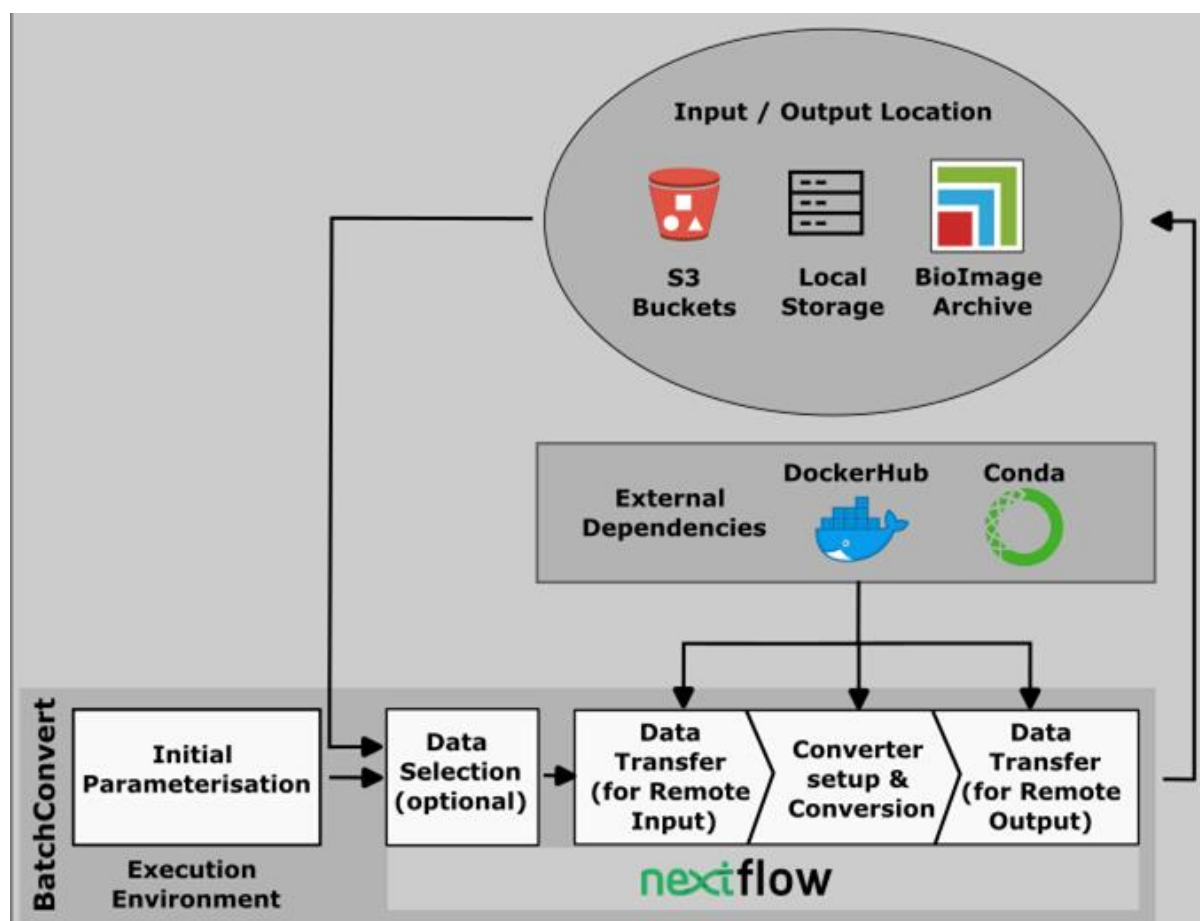 Input / Output Location
S3
Buckets
Local
Storage
BioImage
Archive
External
Dependencies
DockerHub
Conda
BatchConvert
Initial
Parameterisation
Data
Selection
(optional)
Data
Transfer
(for Remote
Input)
Converter
setup &
Conversion
Data
Transfer
(for Remote
Output)
Execution
Environment
nextflow